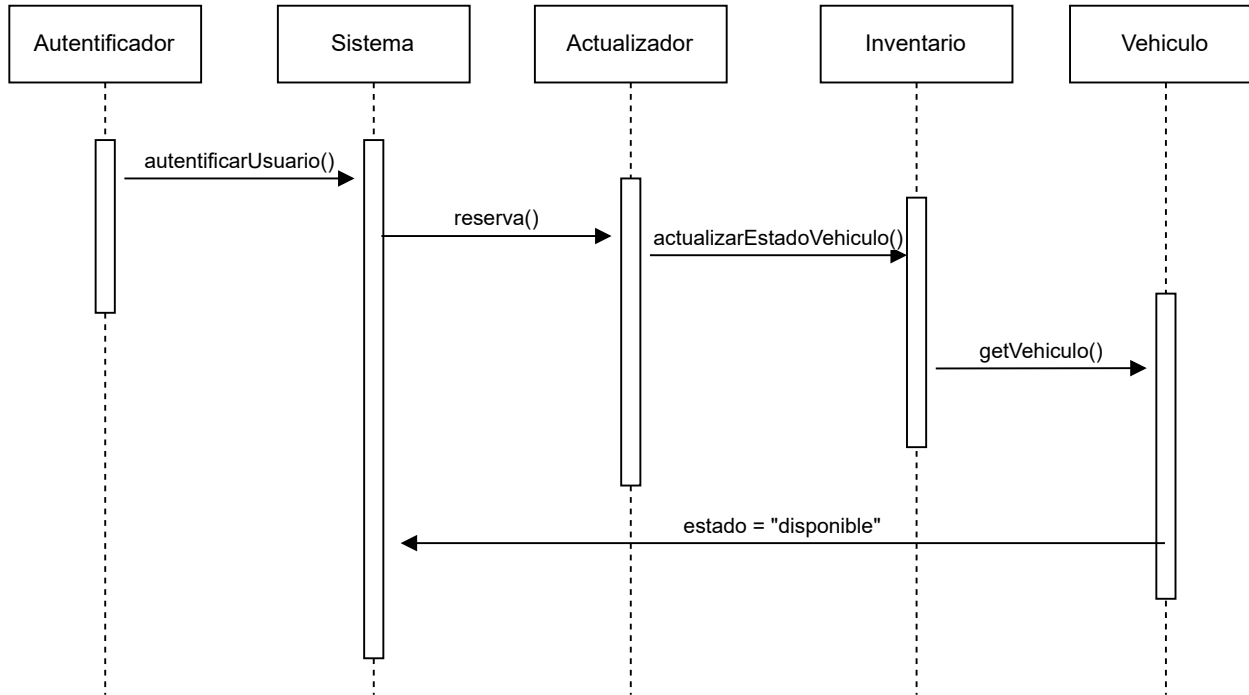 Autentificador
Sistema
Actualizador
Inventario
Vehiculo
autentificarUsuario()
reserva()
actualizarEstadoVehiculo()
getVehiculo()
estado = "disponible"